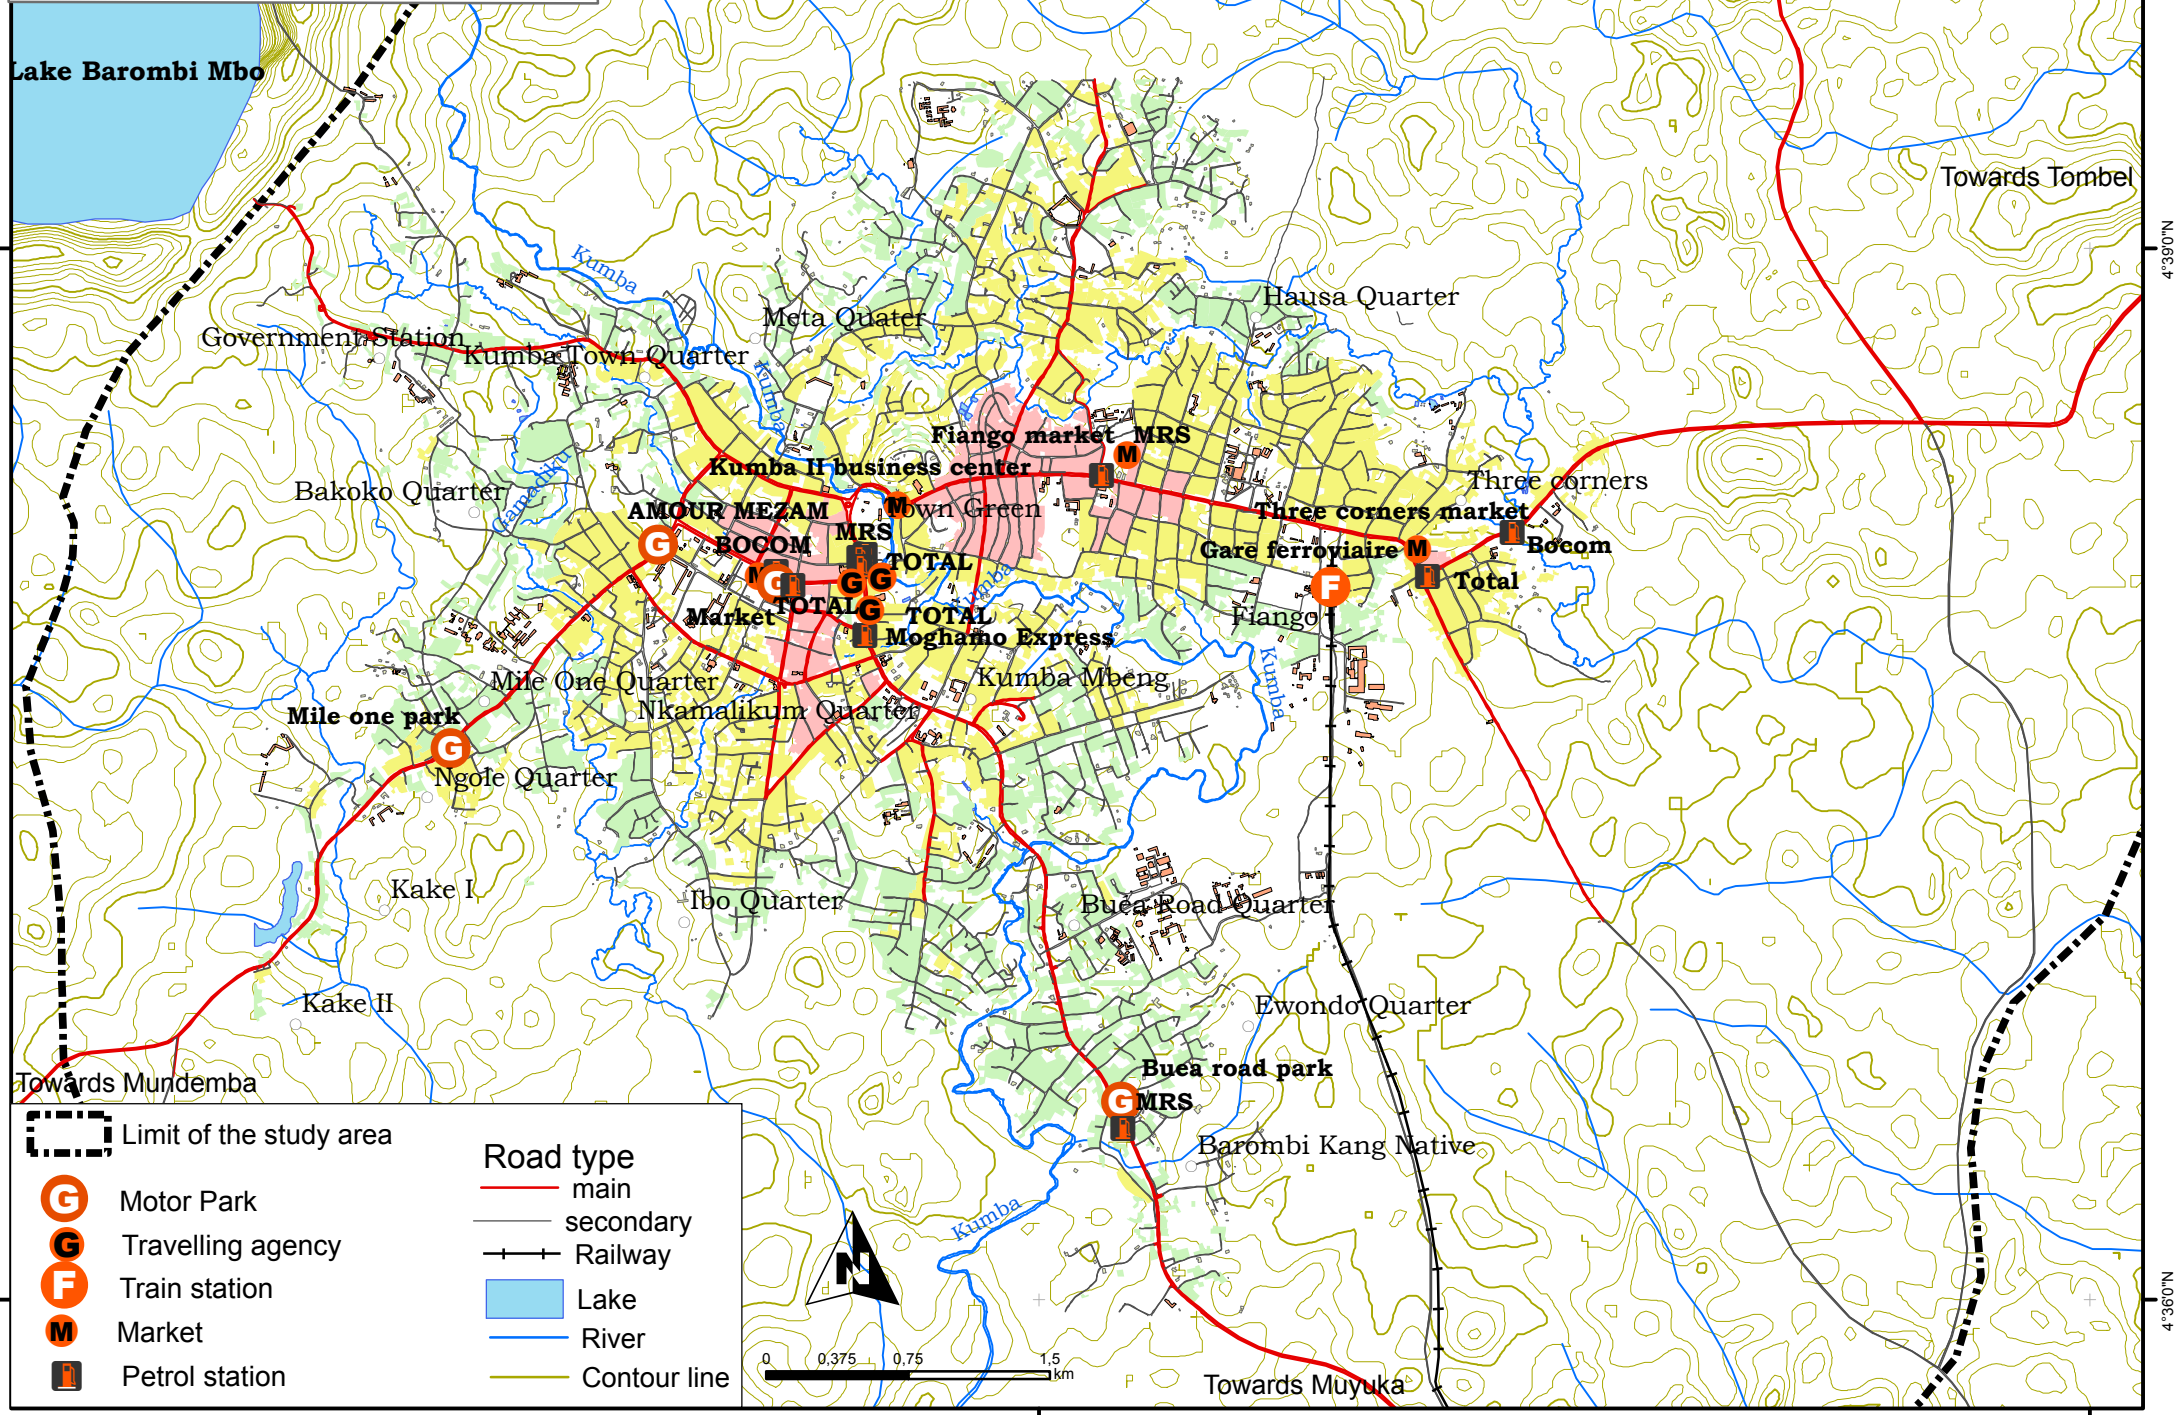 Lake Barombi Mbo
Towards Tombel
4°39'0"N
Kumba
Hausa Quarter
Meta Quater
Government Station
Kumba Town Quarter
Kumba
Fiango market
MRS
Kumba II business center
Three corners
Bakoko Quarter
Gamadiku
AMOUR MEZAM
Town Green
Three corners market
M
M
MRS
G
BOCOM
Gare ferroviaire
M
Bocom
TOTAL
M
G
G
G
Kumba
F
Total
TOTAL
G
Market
TOTAL
Fiango
Moghamo Express
Mile One Quarter
Kumba Mbeng
Kumba
Nkamalikum Quarter
Mile one park
G
Ngole Quarter
Kake I
Ibo Quarter
Buea Road Quarter
Kake II
Ewondo Quarter
Buea road park
Towards Mundemba
G
MRS
Barombi Kang Native
Kumba
Limit of the study area
G
Motor Park
G
Travelling agency
F
Train station
M
Market
Petrol station
Road type
main
secondary
Railway
Lake
River
Contour line
N
0 0,375 0,75 1,5
km
Towards Muyuka
4°36'0"N